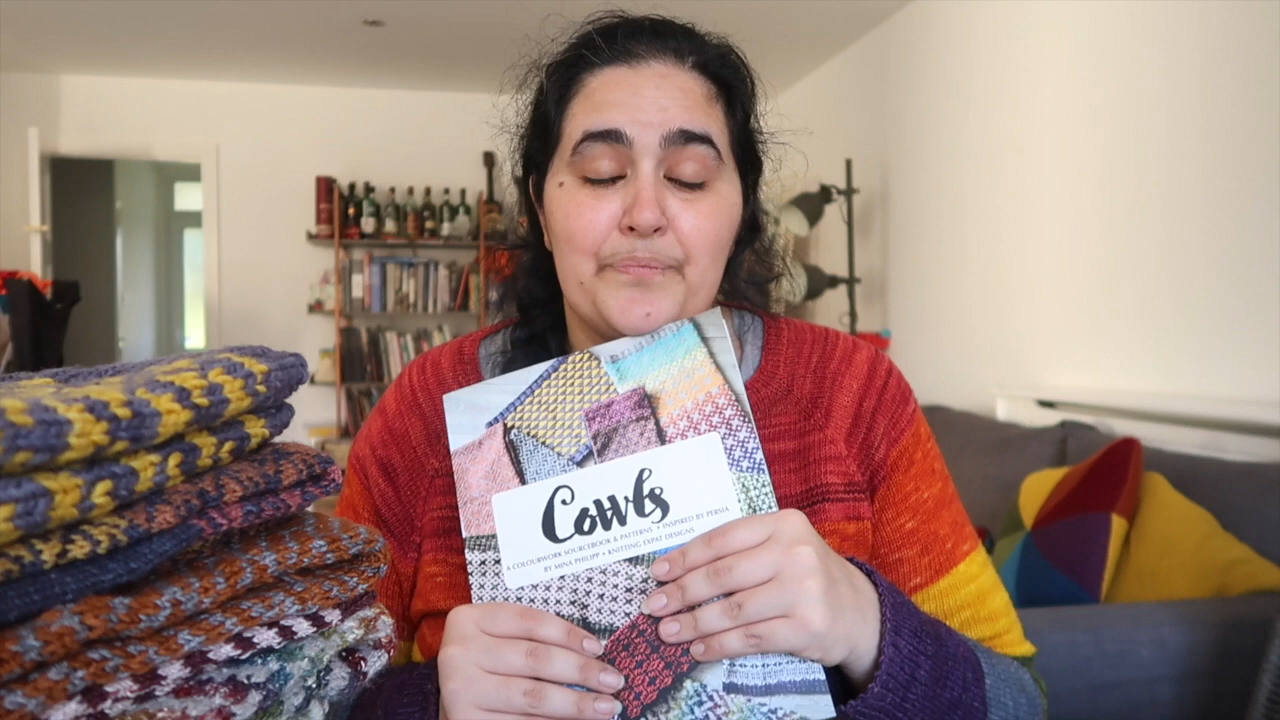 Cowls
A COLOURWORK SOURCEBOOK & PATTERNS • INSPIRED BY PERSIA
BY MINA PHILIPP • KNITTING EXPAT DESIGNS